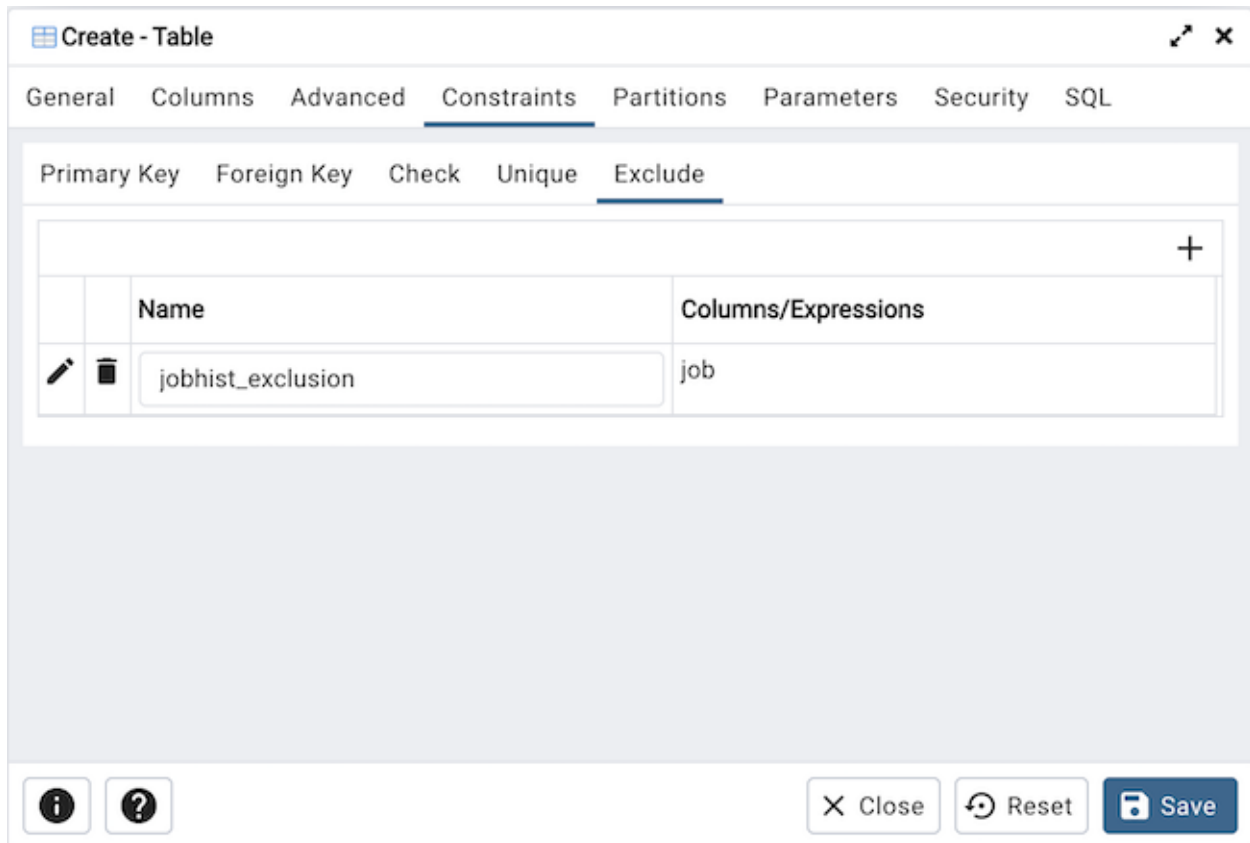 Create - Table
General Columns Advanced Constraints Partitions Parameters Security SQL
Primary Key Foreign Key Check Unique Exclude
Name Columns/Expressions
jobhist_exclusion job
Close Reset Save